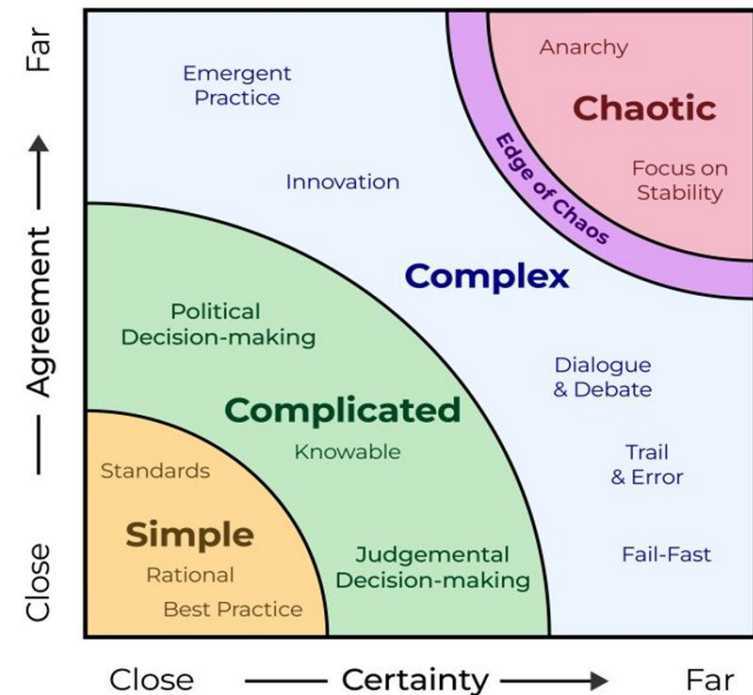 Far
Agreement
Close
Emergent
Practice
Innovation
Anarchy
Chaotic
Focus on
Stability
Edge of Chaos
Complex
Political
Decision-making
Complicated
Knowable
Dialogue
& Debate
Trail
& Error
Fail-Fast
Standards
Simple
Rational
Best Practice
Judgemental
Decision-making
Close
Certainty
Far